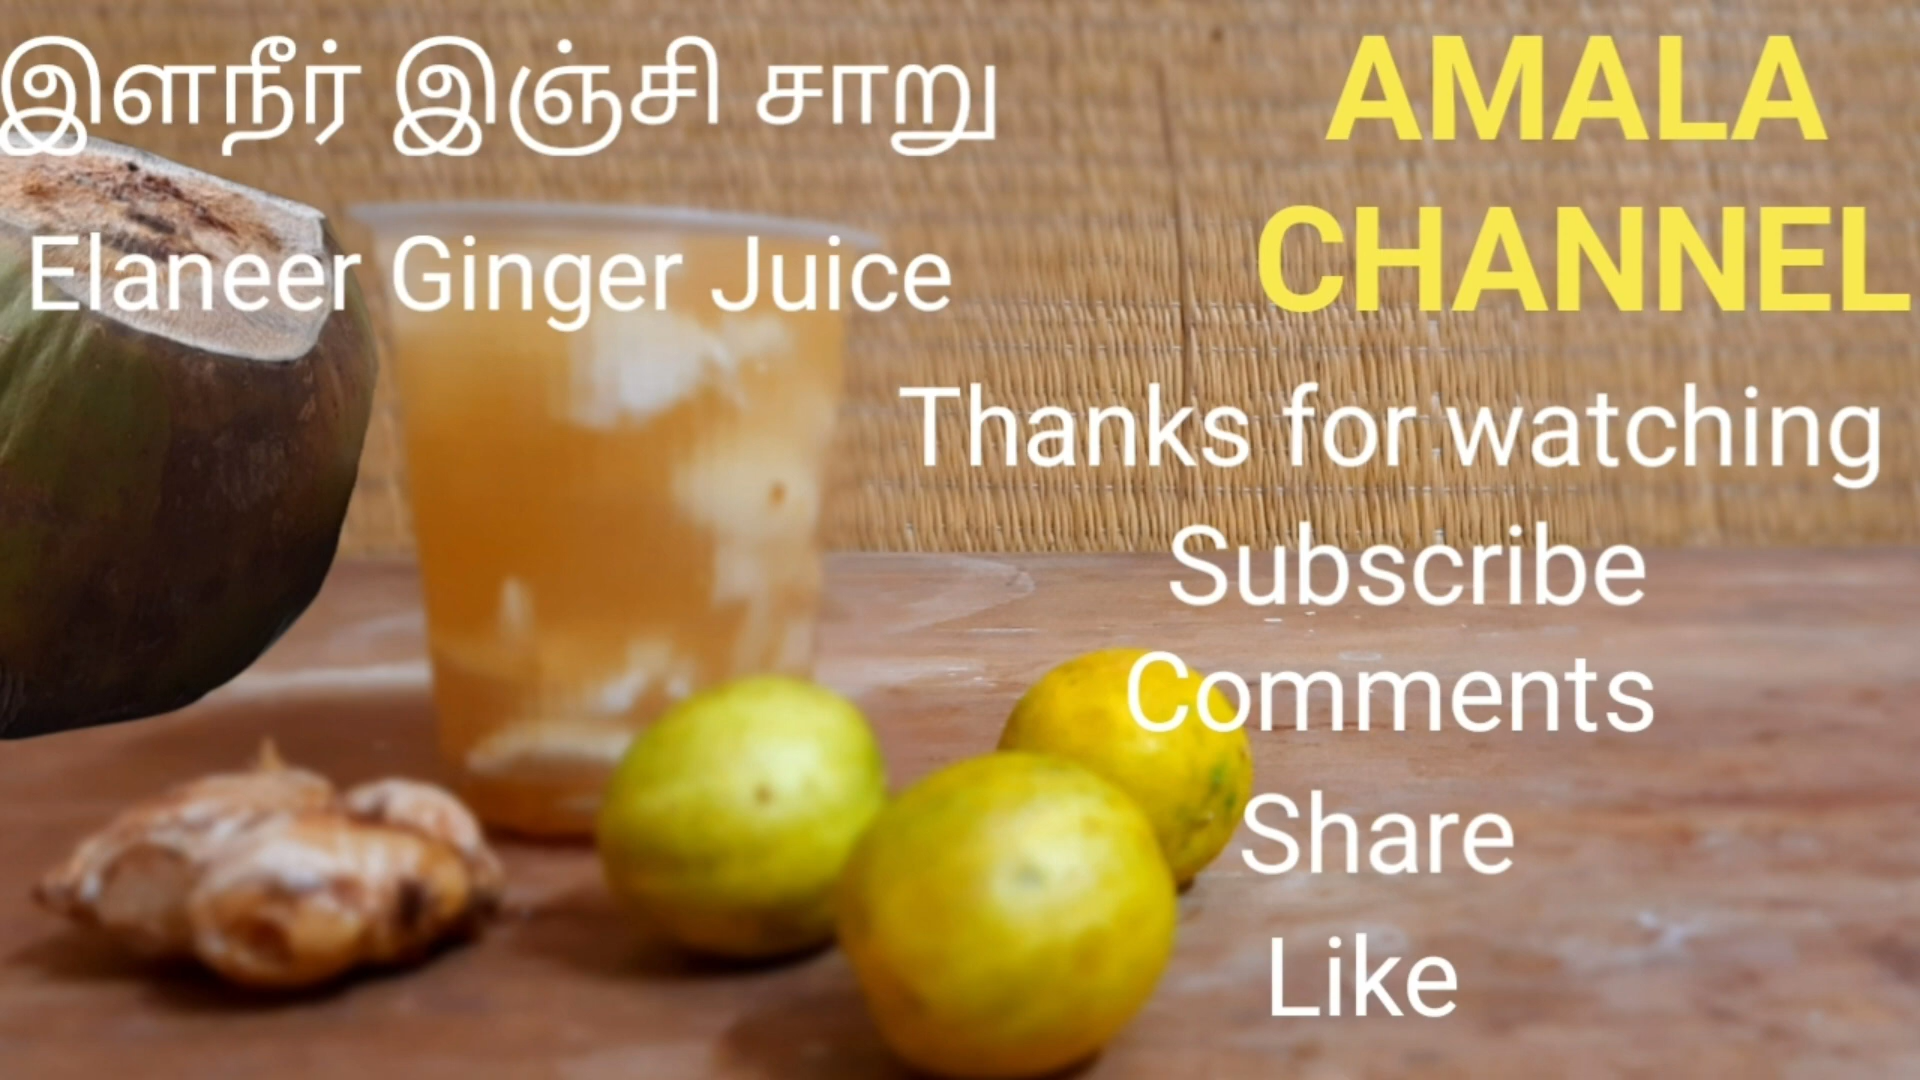 இளநீர் இஞ்சி சாறு
Elaneer Ginger Juice
AMALA
CHANNEL
Thanks for watching
Subscribe
Comments
Share
Like